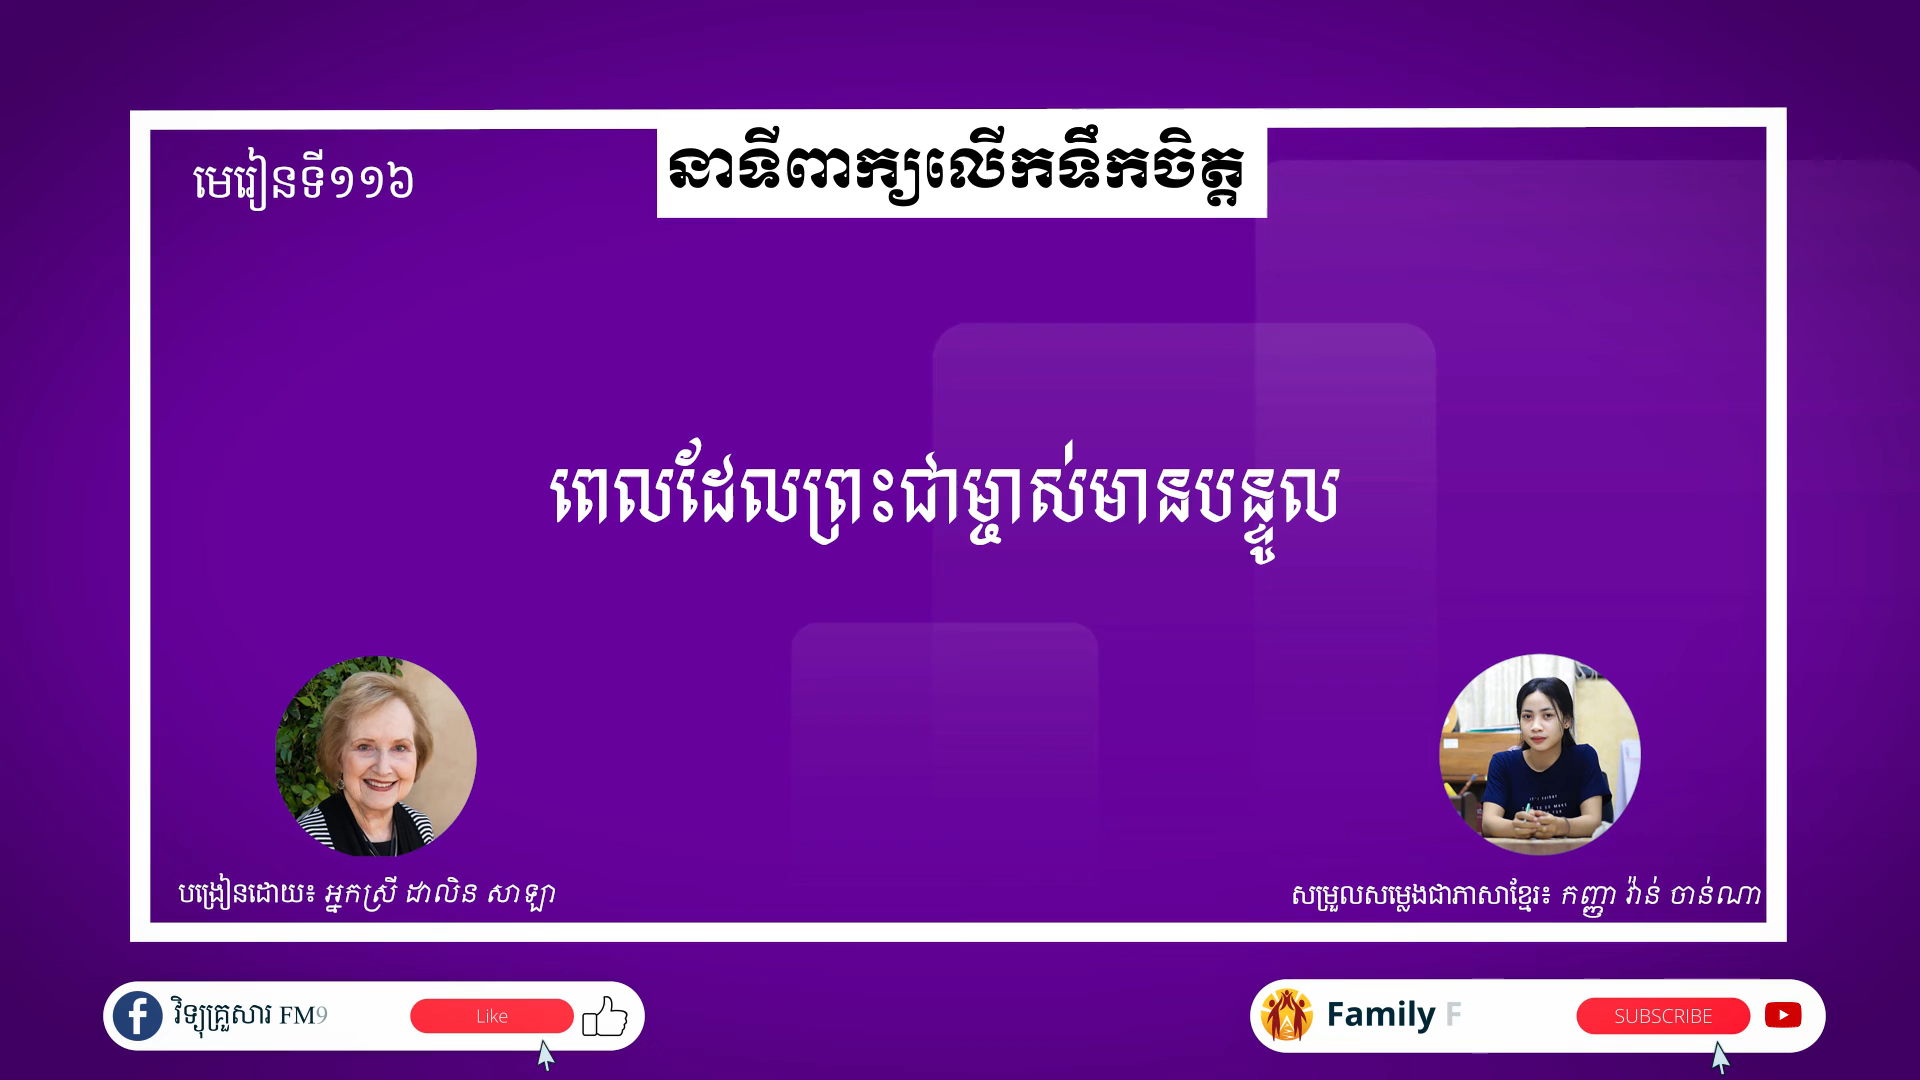 មេរៀនទី១១៦
នាទីពាក្យលើកទឹកចិត្ត
ពេលដែលព្រះជាម្ចាស់មានបន្ទូល
បង្រៀនដោយ៖ អ្នកស្រី ដាលិន សាឡា
សម្រួលសម្លេងជាភាសាខ្មែរ៖ កញ្ញា វ៉ាន់ ចាន់ណា
វិទ្យុគ្រួសារ FM9
Like
Family F
SUBSCRIBE